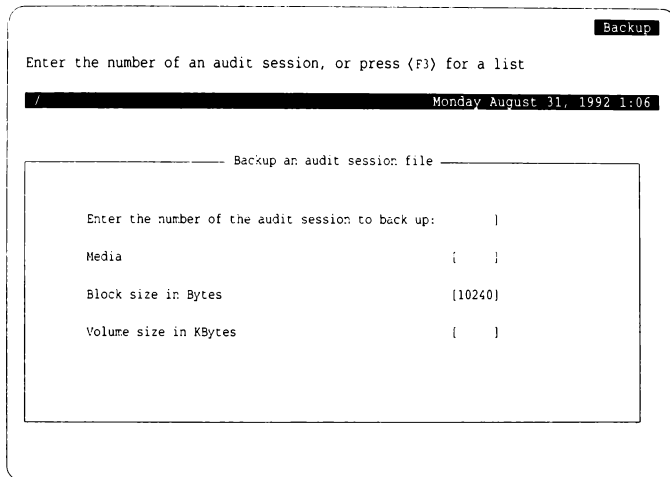 Backup
Enter the number of an audit session, or press ⟨F3⟩ for a list
/ Monday August 31, 1992 1:06
Backup an audit session file
Enter the number of the audit session to back up: ]
Media [ ]
Block size in Bytes [10240]
Volume size in KBytes [ ]